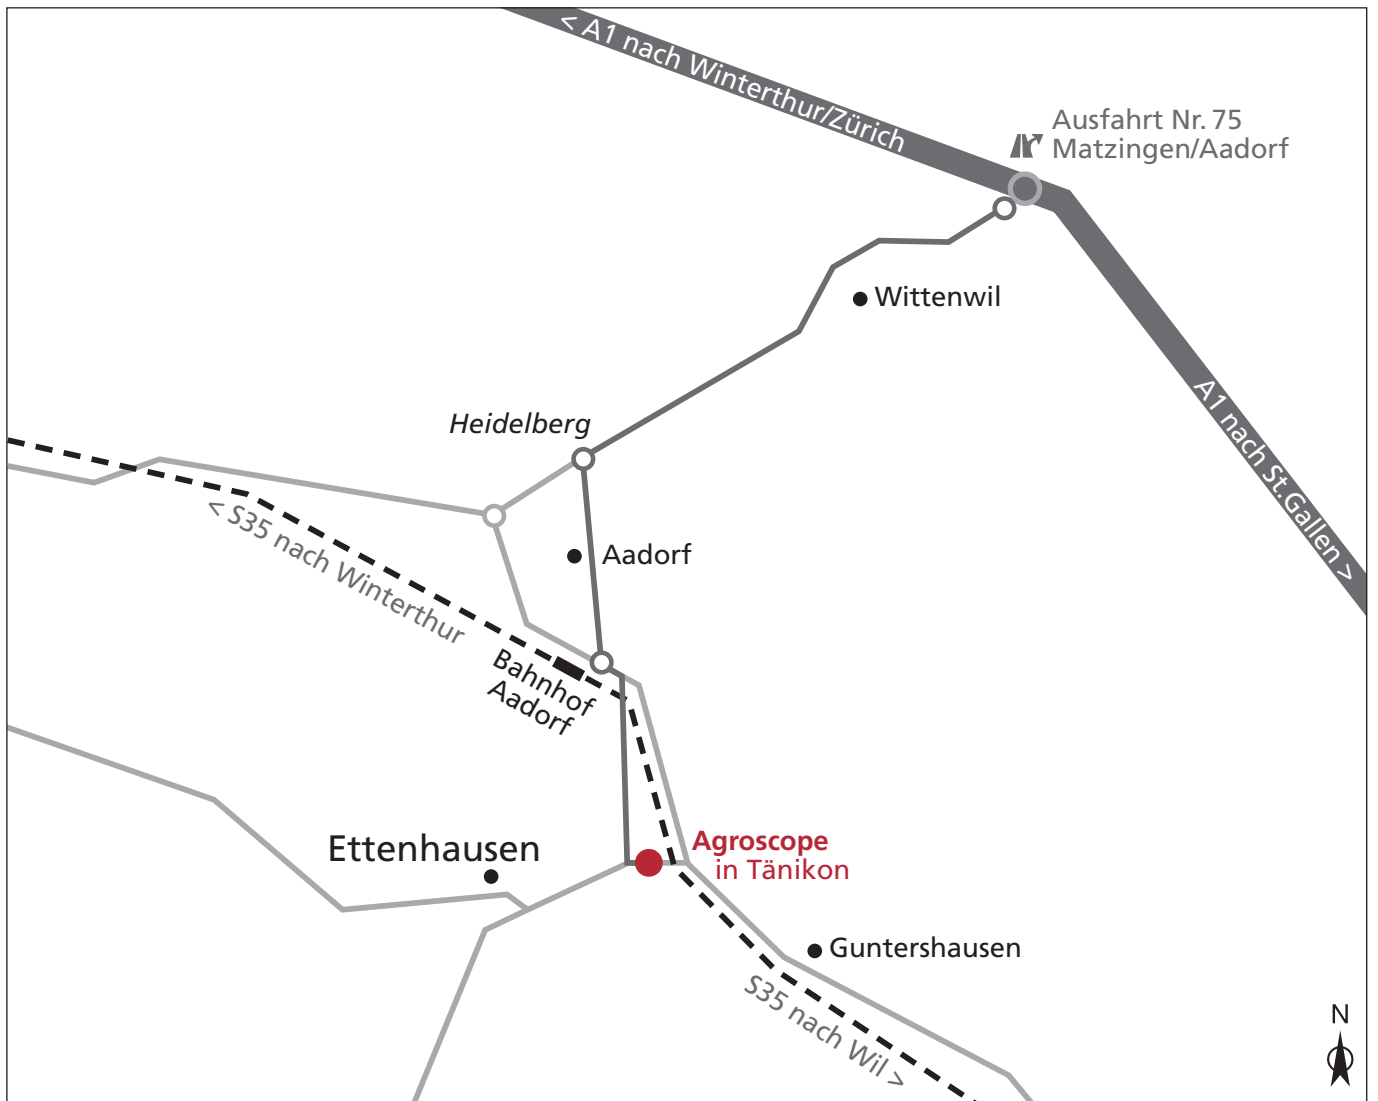 < A1 nach Winterthur/Zürich
Ausfahrt Nr. 75
Matzingen/Aadorf
Wittenwil
A1 nach St.Gallen >
Heidelberg
< S35 nach Winterthur
Aadorf
Bahnhof
Aadorf
Ettenhausen
Agroscope
in Tänikon
Guntershausen
S35 nach Wil >
N